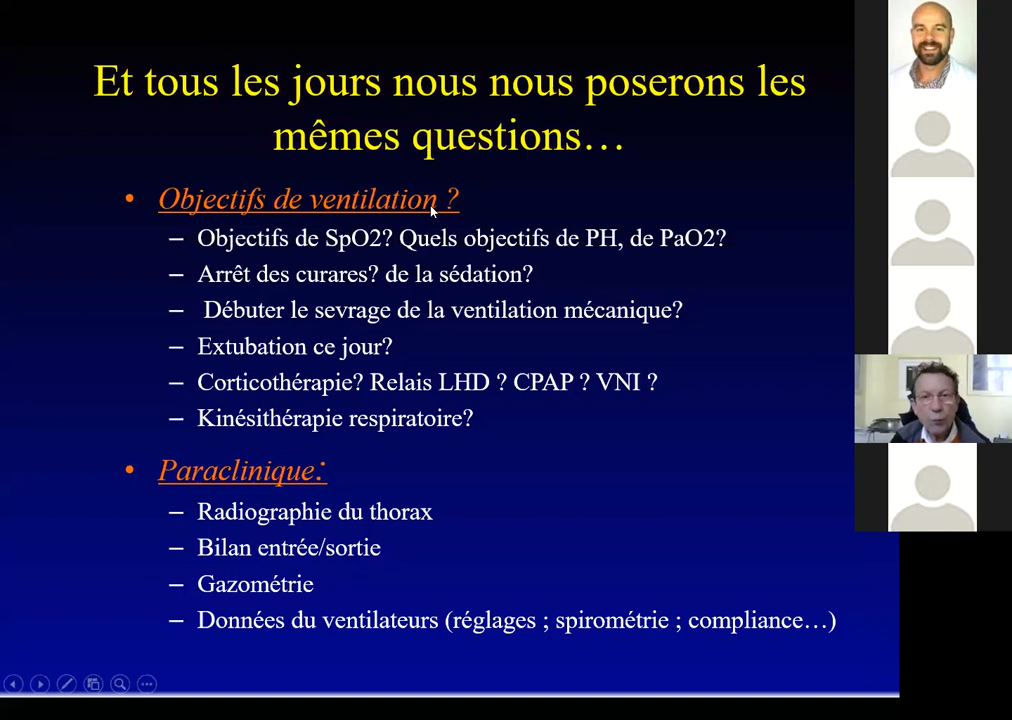 Et tous les jours nous nous poserons les
mêmes questions…
• Objectifs de ventilation ?
– Objectifs de SpO2? Quels objectifs de PH, de PaO2?
– Arrêt des curares? de la sédation?
– Débuter le sevrage de la ventilation mécanique?
– Extubation ce jour?
– Corticothérapie? Relais LHD ? CPAP ? VNI ?
– Kinésithérapie respiratoire?
• Paraclinique:
– Radiographie du thorax
– Bilan entrée/sortie
– Gazométrie
– Données du ventilateurs (réglages ; spirométrie ; compliance…)